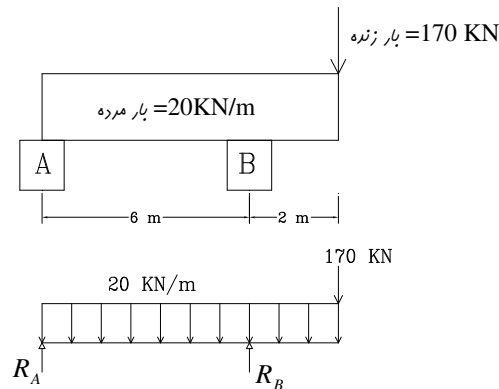 بار زنده =170 KN
بار مرده =20KN/m
A
B
6 m
2 m
170 KN
20 KN/m
R_A
R_B